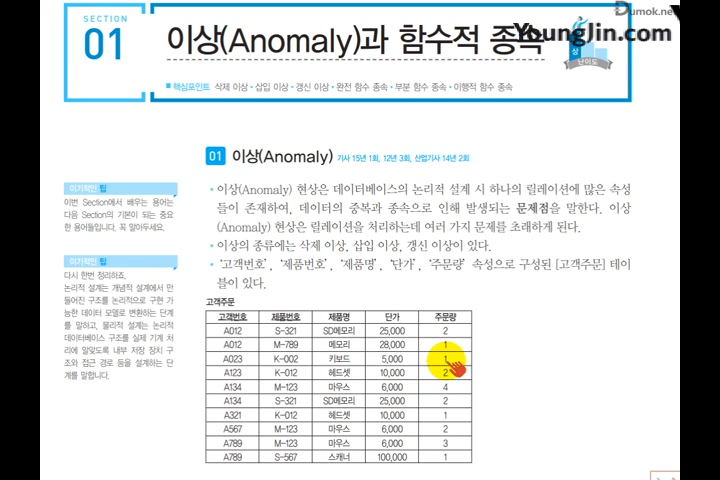 Dumok.ne
YoungJin.com
SECTION
01
이상(Anomaly)과 함수적 종속
상
난이도
핵심포인트 삭제 이상 • 삽입 이상 • 갱신 이상 • 완전 함수 종속 • 부분 함수 종속 • 이행적 함수 종속
01 이상(Anomaly) 기사 15년 1회, 12년 3회, 산업기사 14년 2회
이기적인 팁
이번 Section에서 배우는 용어는
다음 Section의 기본이 되는 중요
한 용어들입니다. 꼭 알아두세요.
이기적인 팁
다시 한번 정리하죠.
논리적 설계는 개념적 설계에서 만
들어진 구조를 논리적으로 구현 가
능한 데이터 모델로 변환하는 단계
를 말하고, 물리적 설계는 논리적
데이터베이스 구조를 실제 기계 처
리에 알맞도록 내부 저장 장치 구
조와 접근 경로 등을 설계하는 단
계를 말합니다.
• 이상(Anomaly) 현상은 데이터베이스의 논리적 설계 시 하나의 릴레이션에 많은 속성
들이 존재하여, 데이터의 중복과 종속으로 인해 발생되는 문제점을 말한다. 이상
(Anomaly) 현상은 릴레이션을 처리하는데 여러 가지 문제를 초래하게 된다.
• 이상의 종류에는 삭제 이상, 삽입 이상, 갱신 이상이 있다.
• ‘고객번호’, ‘제품번호’, ‘제품명’, ‘단가’, ‘주문량’ 속성으로 구성된 [고객주문] 테이
블이 있다.
고객주문
고객번호 제품번호 제품명 단가 주문량
A012 S-321 SD메모리 25,000 2
A012 M-789 메모리 28,000 1
A023 K-002 키보드 5,000 1
A123 K-012 헤드셋 10,000 2
A134 M-123 마우스 6,000 4
A134 S-321 SD메모리 25,000 2
A321 K-012 헤드셋 10,000 1
A567 M-123 마우스 6,000 2
A789 M-123 마우스 6,000 3
A789 S-567 스캐너 100,000 1